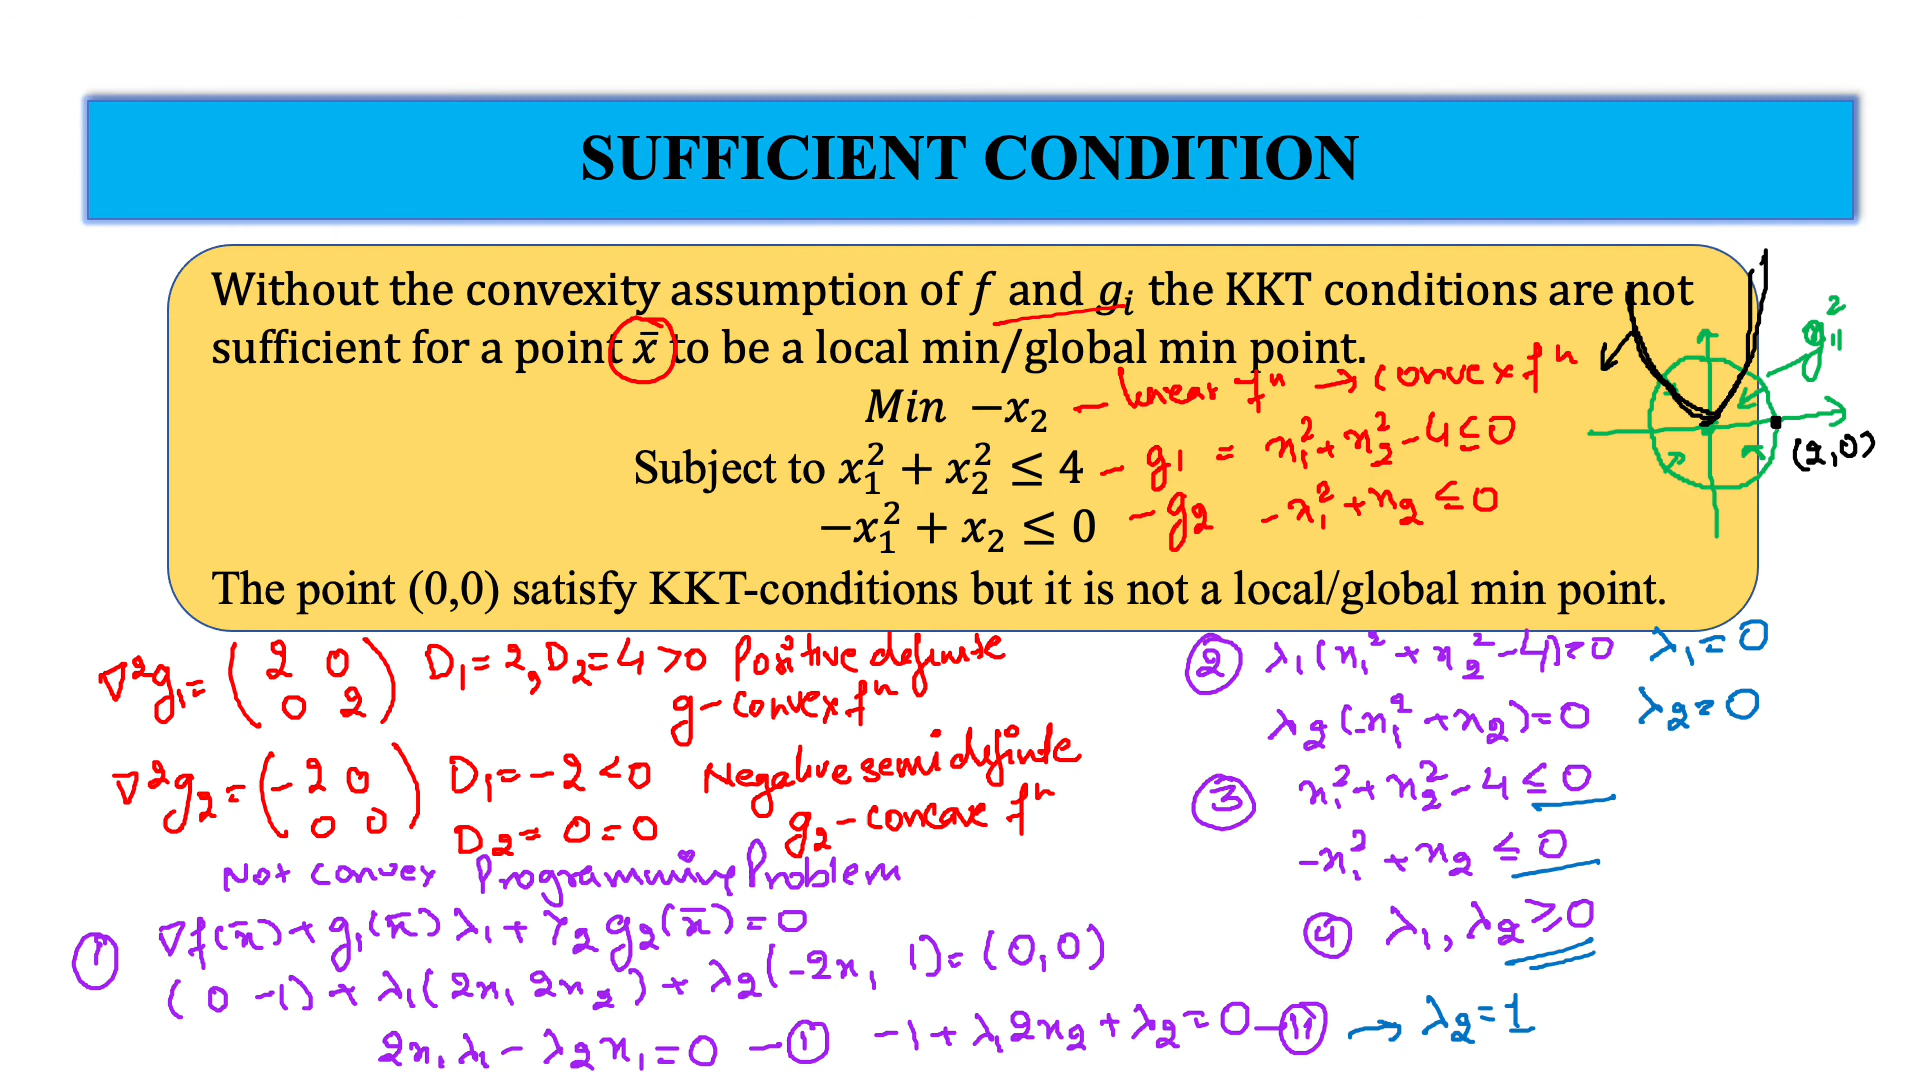 SUFFICIENT CONDITION
Without the convexity assumption of f and gᵢ the KKT conditions are not
sufficient for a point x̄ to be a local min/global min point.
Min −x₂ – linear fⁿ → convex fⁿ
Subject to x₁² + x₂² ≤ 4 – g1 = x₁² + x₂² - 4 ≤ 0
−x₁² + x₂ ≤ 0 – g2 -x₁² + x₂ ≤ 0
(2,0)
The point (0,0) satisfy KKT-conditions but it is not a local/global min point.
∇²g₁ = (2 0
0 2) D₁ = 2, D₂ = 4 > 0 Positive definite
g – convex fⁿ
∇²g₂ = (-2 0
0 0) D₁ = -2 < 0 Negative semi definite
D₂ = 0 = 0 g₂ – concave fⁿ
Not convex Programming Problem
① ∇f(x̄) + g₁(x̄) λ₁ + λ₂ g₂(x̄) = 0
(0 -1) + λ₁(2x₁ 2x₂) + λ₂(-2x₁ 1) = (0,0)
2x₁λ₁ - λ₂x₁ = 0 – ⓘ -1 + λ₁2x₂ + λ₂ = 0 – (ii) → λ₂ = 1
② λ₁(x₁² + x₂² - 4) = 0 λ₁ = 0
λ₂(-x₁² + x₂) = 0 λ₂ = 0
③ x₁² + x₂² - 4 ≤ 0
-x₁² + x₂ ≤ 0
④ λ₁, λ₂ ≥ 0